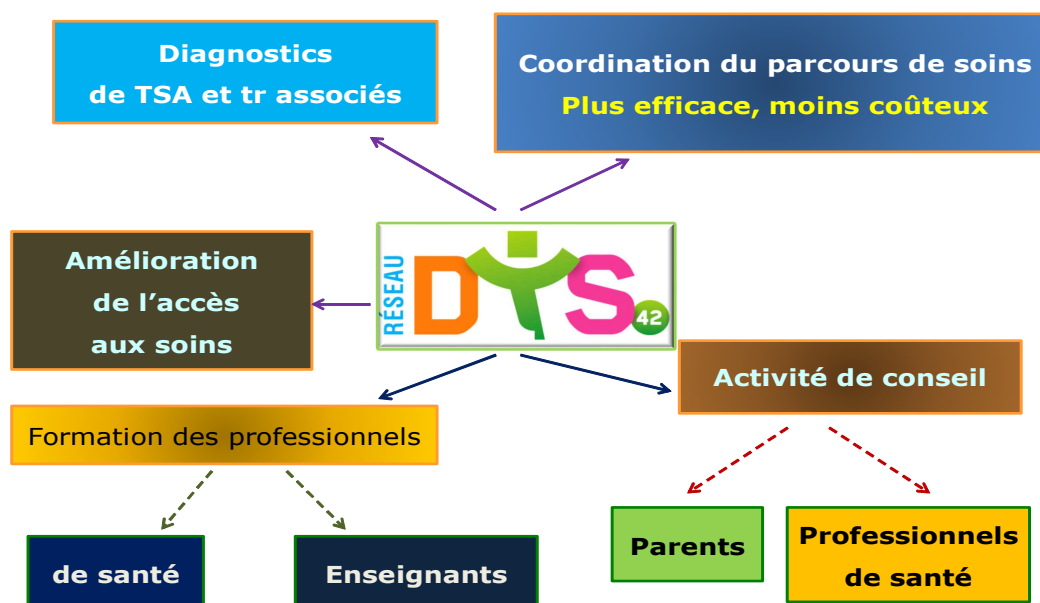 Diagnostics
de TSA et tr associés
Coordination du parcours de soins
Plus efficace, moins coûteux
Amélioration
de l’accès
aux soins
RÉSEAU
DYS
42
Activité de conseil
Formation des professionnels
de santé
Enseignants
Parents
Professionnels
de santé